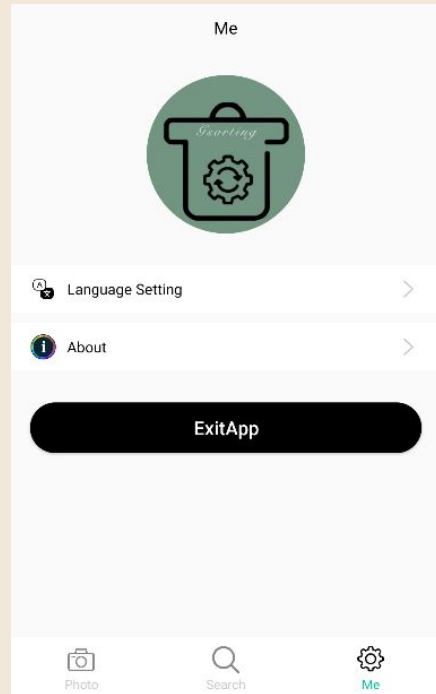 Me
Gsorting
Language Setting
About
ExitApp
Photo
Search
Me